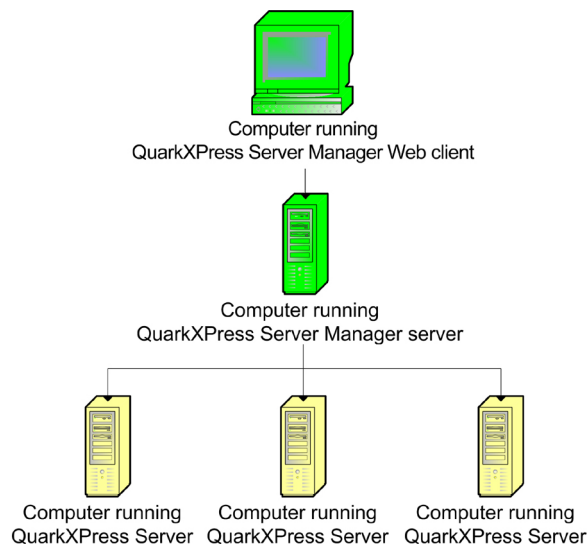 Computer running
QuarkXPress Server Manager Web client
Computer running
QuarkXPress Server Manager server
Computer running
QuarkXPress Server
Computer running
QuarkXPress Server
Computer running
QuarkXPress Server